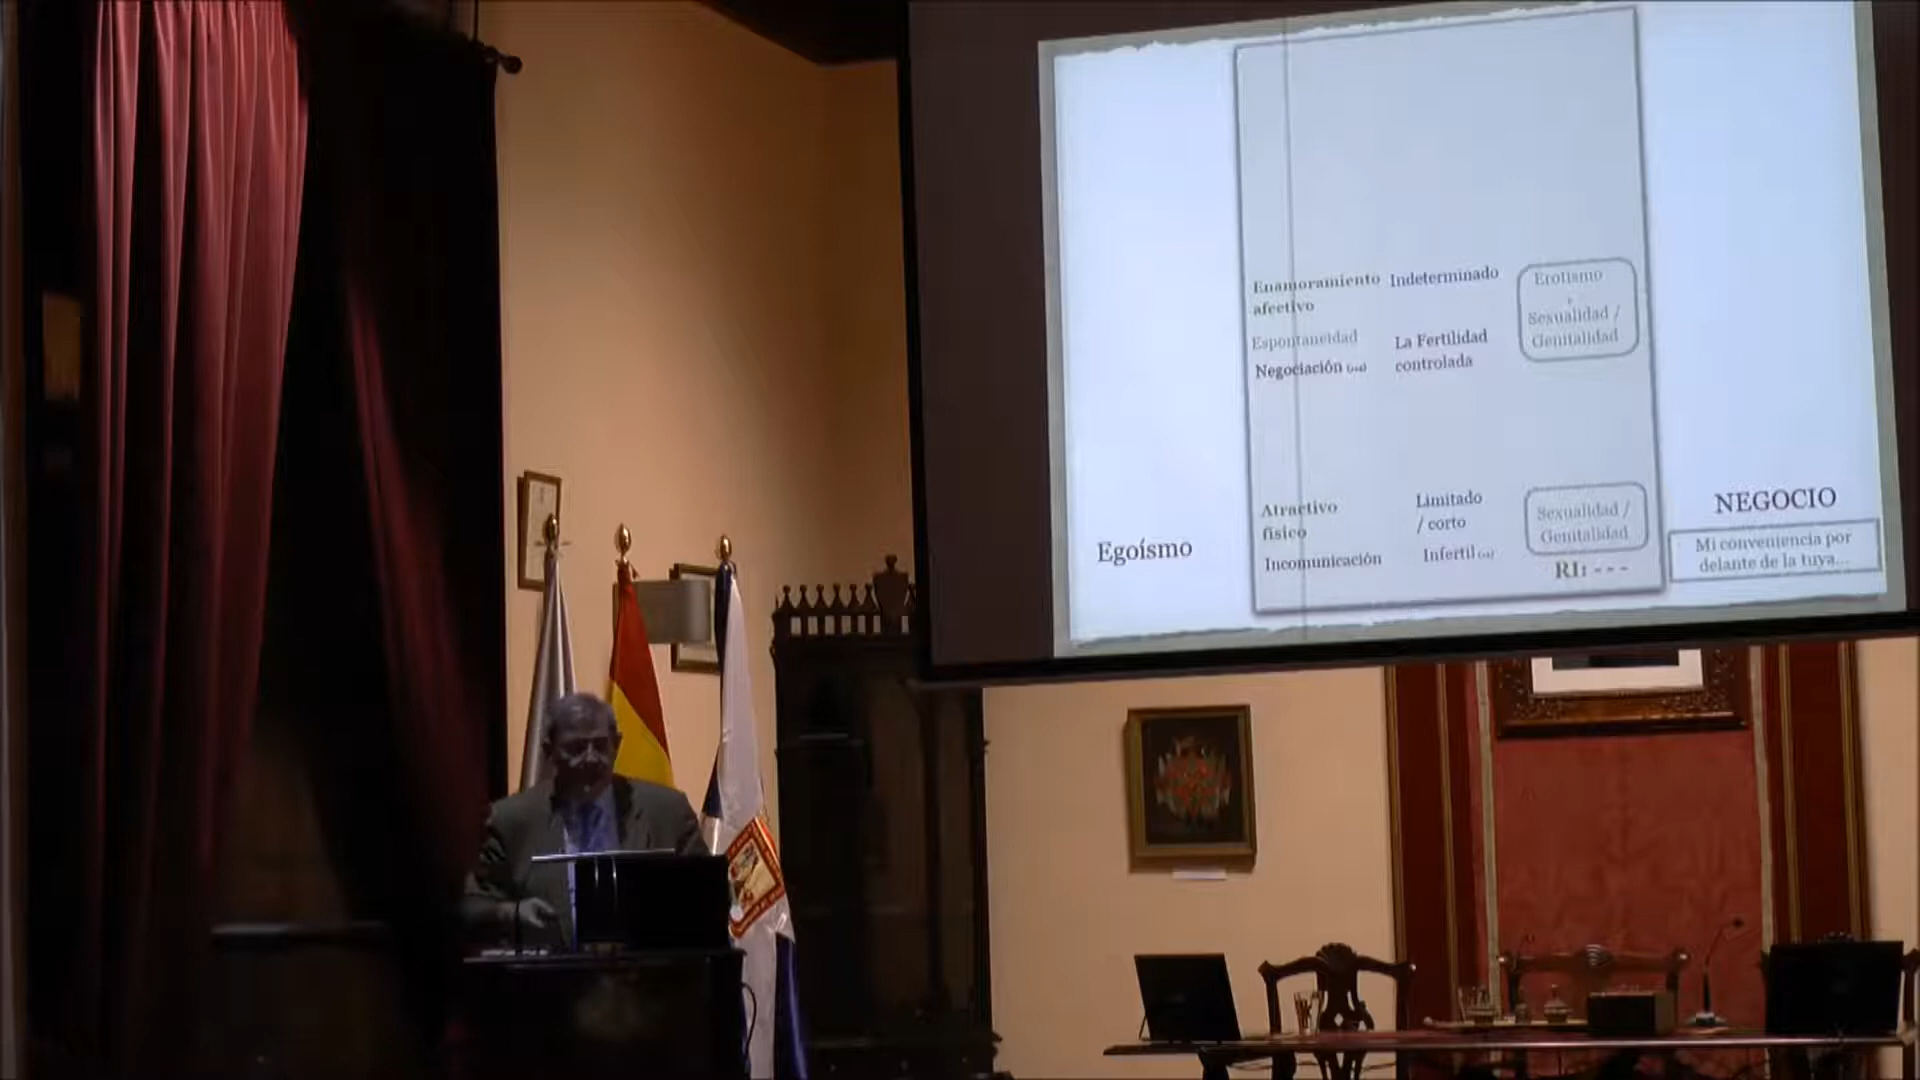 Enamoramiento
afectivo
Indeterminado
Erotismo
+
Sexualidad /
Genitalidad
Espontaneidad
Negociación
La Fertilidad
controlada
Egoísmo
Atractivo
físico
Incomunicación
Limitado
/ corto
Infertil
Sexualidad /
Genitalidad
RI: - - -
NEGOCIO
Mi conveniencia por
delante de la tuya...